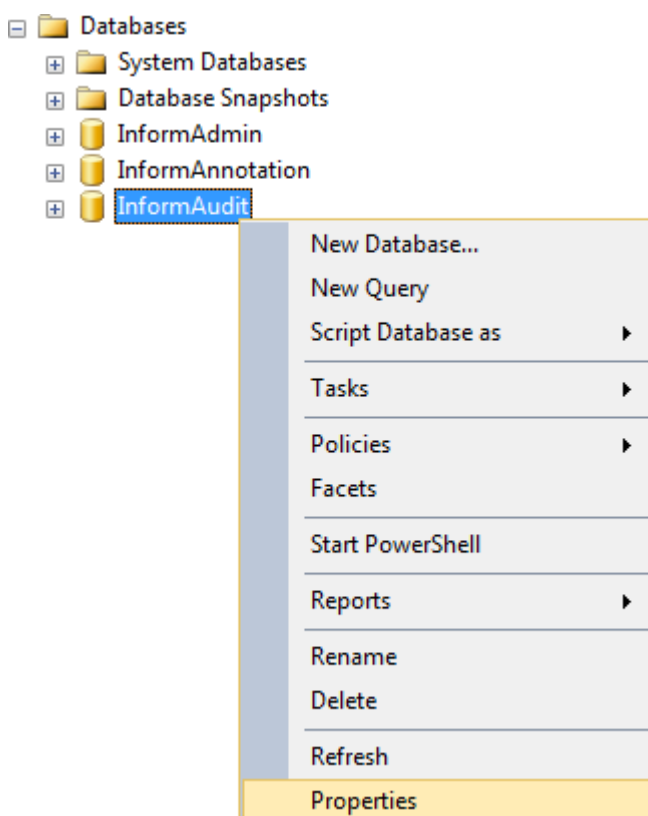 Databases
System Databases
Database Snapshots
InformAdmin
InformAnnotation
InformAudit
New Database...
New Query
Script Database as
Tasks
Policies
Facets
Start PowerShell
Reports
Rename
Delete
Refresh
Properties